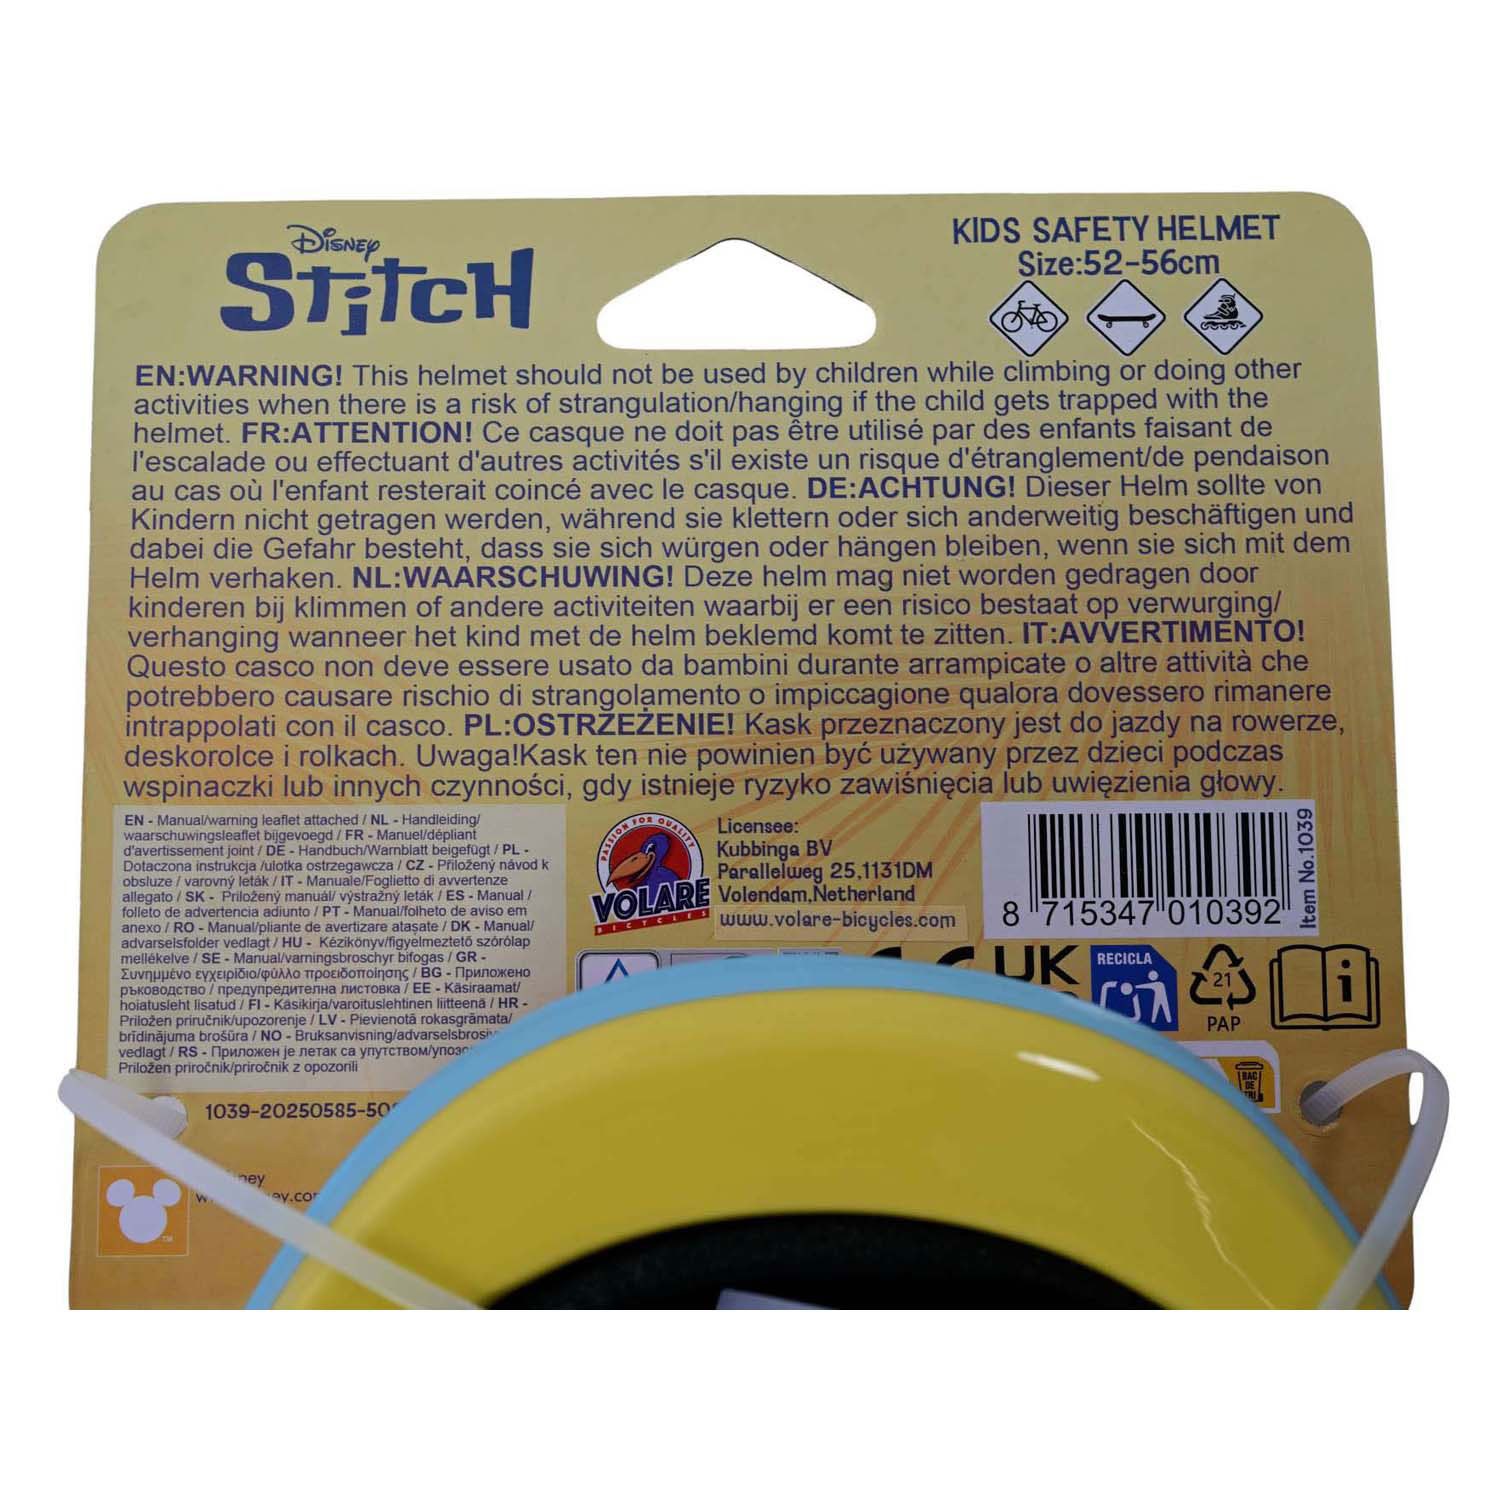 Disney
Stitch
KIDS SAFETY HELMET
Size:52-56cm
EN:WARNING! This helmet should not be used by children while climbing or doing other
activities when there is a risk of strangulation/hanging if the child gets trapped with the
helmet. FR:ATTENTION! Ce casque ne doit pas être utilisé par des enfants faisant de
l'escalade ou effectuant d'autres activités s'il existe un risque d'étranglement/de pendaison
au cas où l'enfant resterait coincé avec le casque. DE:ACHTUNG! Dieser Helm sollte von
Kindern nicht getragen werden, während sie klettern oder sich anderweitig beschäftigen und
dabei die Gefahr besteht, dass sie sich würgen oder hängen bleiben, wenn sie sich mit dem
Helm verhaken. NL:WAARSCHUWING! Deze helm mag niet worden gedragen door
kinderen bij klimmen of andere activiteiten waarbij er een risico bestaat op verwurging/
verhanging wanneer het kind met de helm beklemd komt te zitten. IT:AVVERTIMENTO!
Questo casco non deve essere usato da bambini durante arrampicate o altre attività che
potrebbero causare rischio di strangolamento o impiccagione qualora dovessero rimanere
intrappolati con il casco. PL:OSTRZEŻENIE! Kask przeznaczony jest do jazdy na rowerze,
deskorolce i rolkach. Uwaga!Kask ten nie powinien być używany przez dzieci podczas
wspinaczki lub innych czynności, gdy istnieje ryzyko zawiśnięcia lub uwięzienia głowy.
EN - Manual/warning leaflet attached / NL - Handleiding/
waarschuwingsleaflet bijgevoegd / FR - Manuel/dépliant
d'avertissement joint / DE - Handbuch/Warnblatt beigefügt / PL -
Dotaczona instrukcja /ulotka ostrzegawcza / CZ - Přiložený návod k
obsluze / varovný leták / IT - Manuale/Foglietto di avvertenze
allegato / SK - Priložený manuál/ výstražný leták / ES - Manual /
folleto de advertencia adiunto / PT - Manual/folheto de aviso em
anexo / RO - Manual/pliante de avertizare atașate / DK - Manual/
advarselsfolder vedlagt / HU - Kézikönyv/figyelmeztető szórólap
mellékelve / SE - Manual/varningsbroschyr bifogas / GR -
Συνημμένο εγχειρίδιο/φύλλο προειδοποίησης / BG - Приложено
ръководство / предупредителна листовка / EE - Käsiraamat/
hoiatusleht lisatud / FI - Käsikirja/varoituslehtinen liitteenä / HR -
Priložen priručnik/upozorenje / LV - Pievienotā rokasgrāmata/
brīdinājuma brošūra / NO - Bruksanvisning/advarselsbrosjy
vedlagt / RS - Приложен је летак са упутством/упозо
Priložen priročnik/priročnik z opozorili
PASSION FOR QUALITY
VOLARE
BICYCLES
Licensee:
Kubbinga BV
Parallelweg 25,1131DM
Volendam,Netherland
www.volare-bicycles.com
8 715347 010392
Item No.1039
UK
RECICLA
21
PAP
i
BAC
DE
TRI
1039-20250585-50
TM